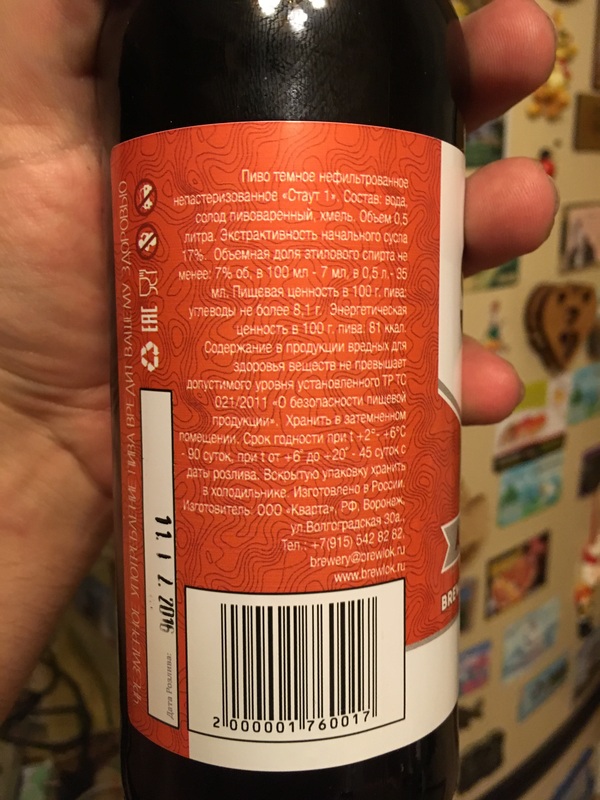 Пиво темное нефильтрованное
непастеризованное «Стаут 1». Состав: вода,
солод пивоваренный, хмель. Объем 0,5
литра. Экстрактивность начального сусла
17%. Объемная доля этилового спирта не
менее: 7% об, в 100 мл - 7 мл, в 0,5 л.- 35
мл. Пищевая ценность в 100 г. пива:
углеводы не более 8,1 г. Энергетическая
ценность в 100 г. пива: 81 ккал.
Содержание в продукции вредных для
здоровья веществ не превышает
допустимого уровня установленного ТР ТС
021/2011 «О безопасности пищевой
продукции». Хранить в затемненном
помещении. Срок годности при t +2°- +6°С
- 90 суток, при t от +6° до +20° - 45 суток с
даты розлива. Вскрытую упаковку хранить
в холодильнике. Изготовлено в России.
Изготовитель: ООО «Кварта», РФ, Воронеж,
ул.Волгоградская 30а.,
Тел.: +7(915) 542 82 82,
brewery@brewlok.ru
www.brewlok.ru
2 000001 760017
ЧРЕЗМЕРНОЕ УПОТРЕБЛЕНИЕ ПИВА ВРЕДИТ ВАШЕМУ ЗДОРОВЬЮ
EAC
Дата Розлива:
2016
BRE